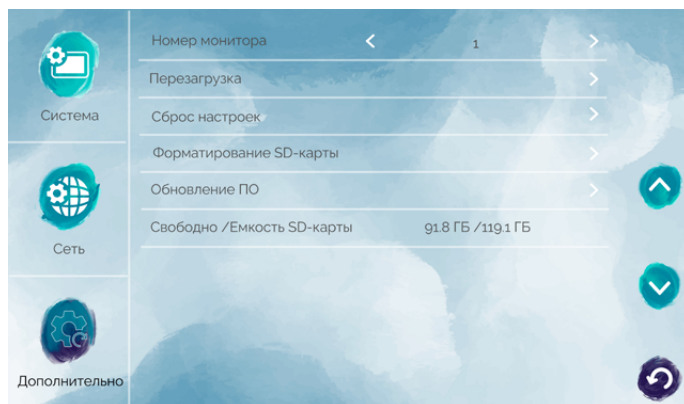 Номер монитора 1
Перезагрузка
Система
Сброс настроек
Форматирование SD-карты
Обновление ПО
Свободно /Емкость SD-карты 91.8 ГБ /119.1 ГБ
Сеть
Дополнительно